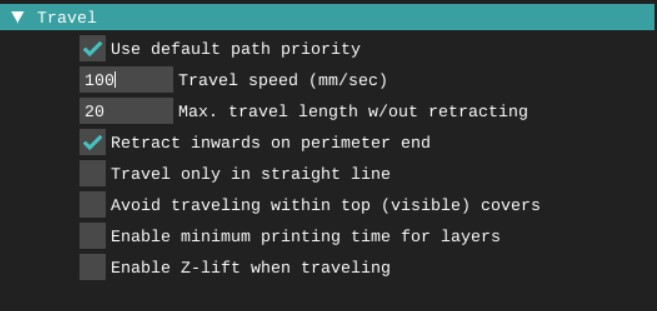 Travel
Use default path priority
100 Travel speed (mm/sec)
20 Max. travel length w/out retracting
Retract inwards on perimeter end
Travel only in straight line
Avoid traveling within top (visible) covers
Enable minimum printing time for layers
Enable Z-lift when traveling